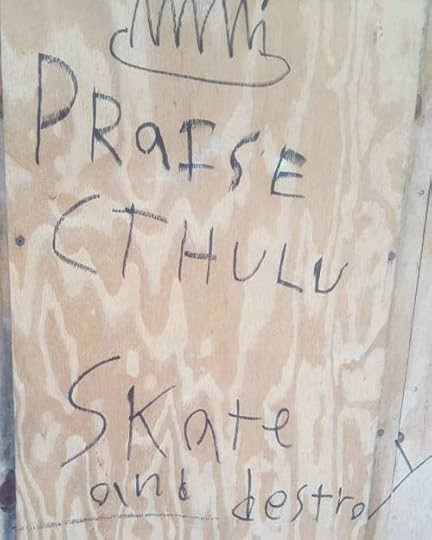 PRaISE
CTHULU
Skate
and destroy